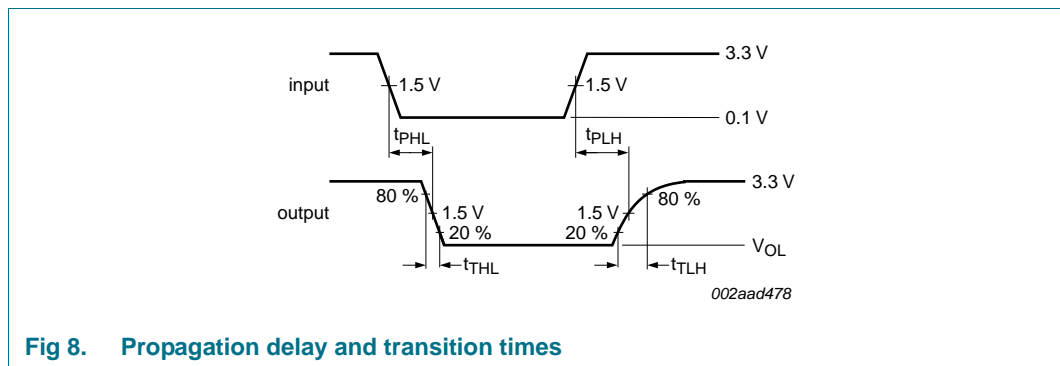 3.3 V
input
1.5 V
1.5 V
0.1 V
tPHL
tPLH
80 %
3.3 V
80 %
output
1.5 V
1.5 V
20 %
20 %
VOL
tTHL
tTLH
002aad478
Fig 8. Propagation delay and transition times